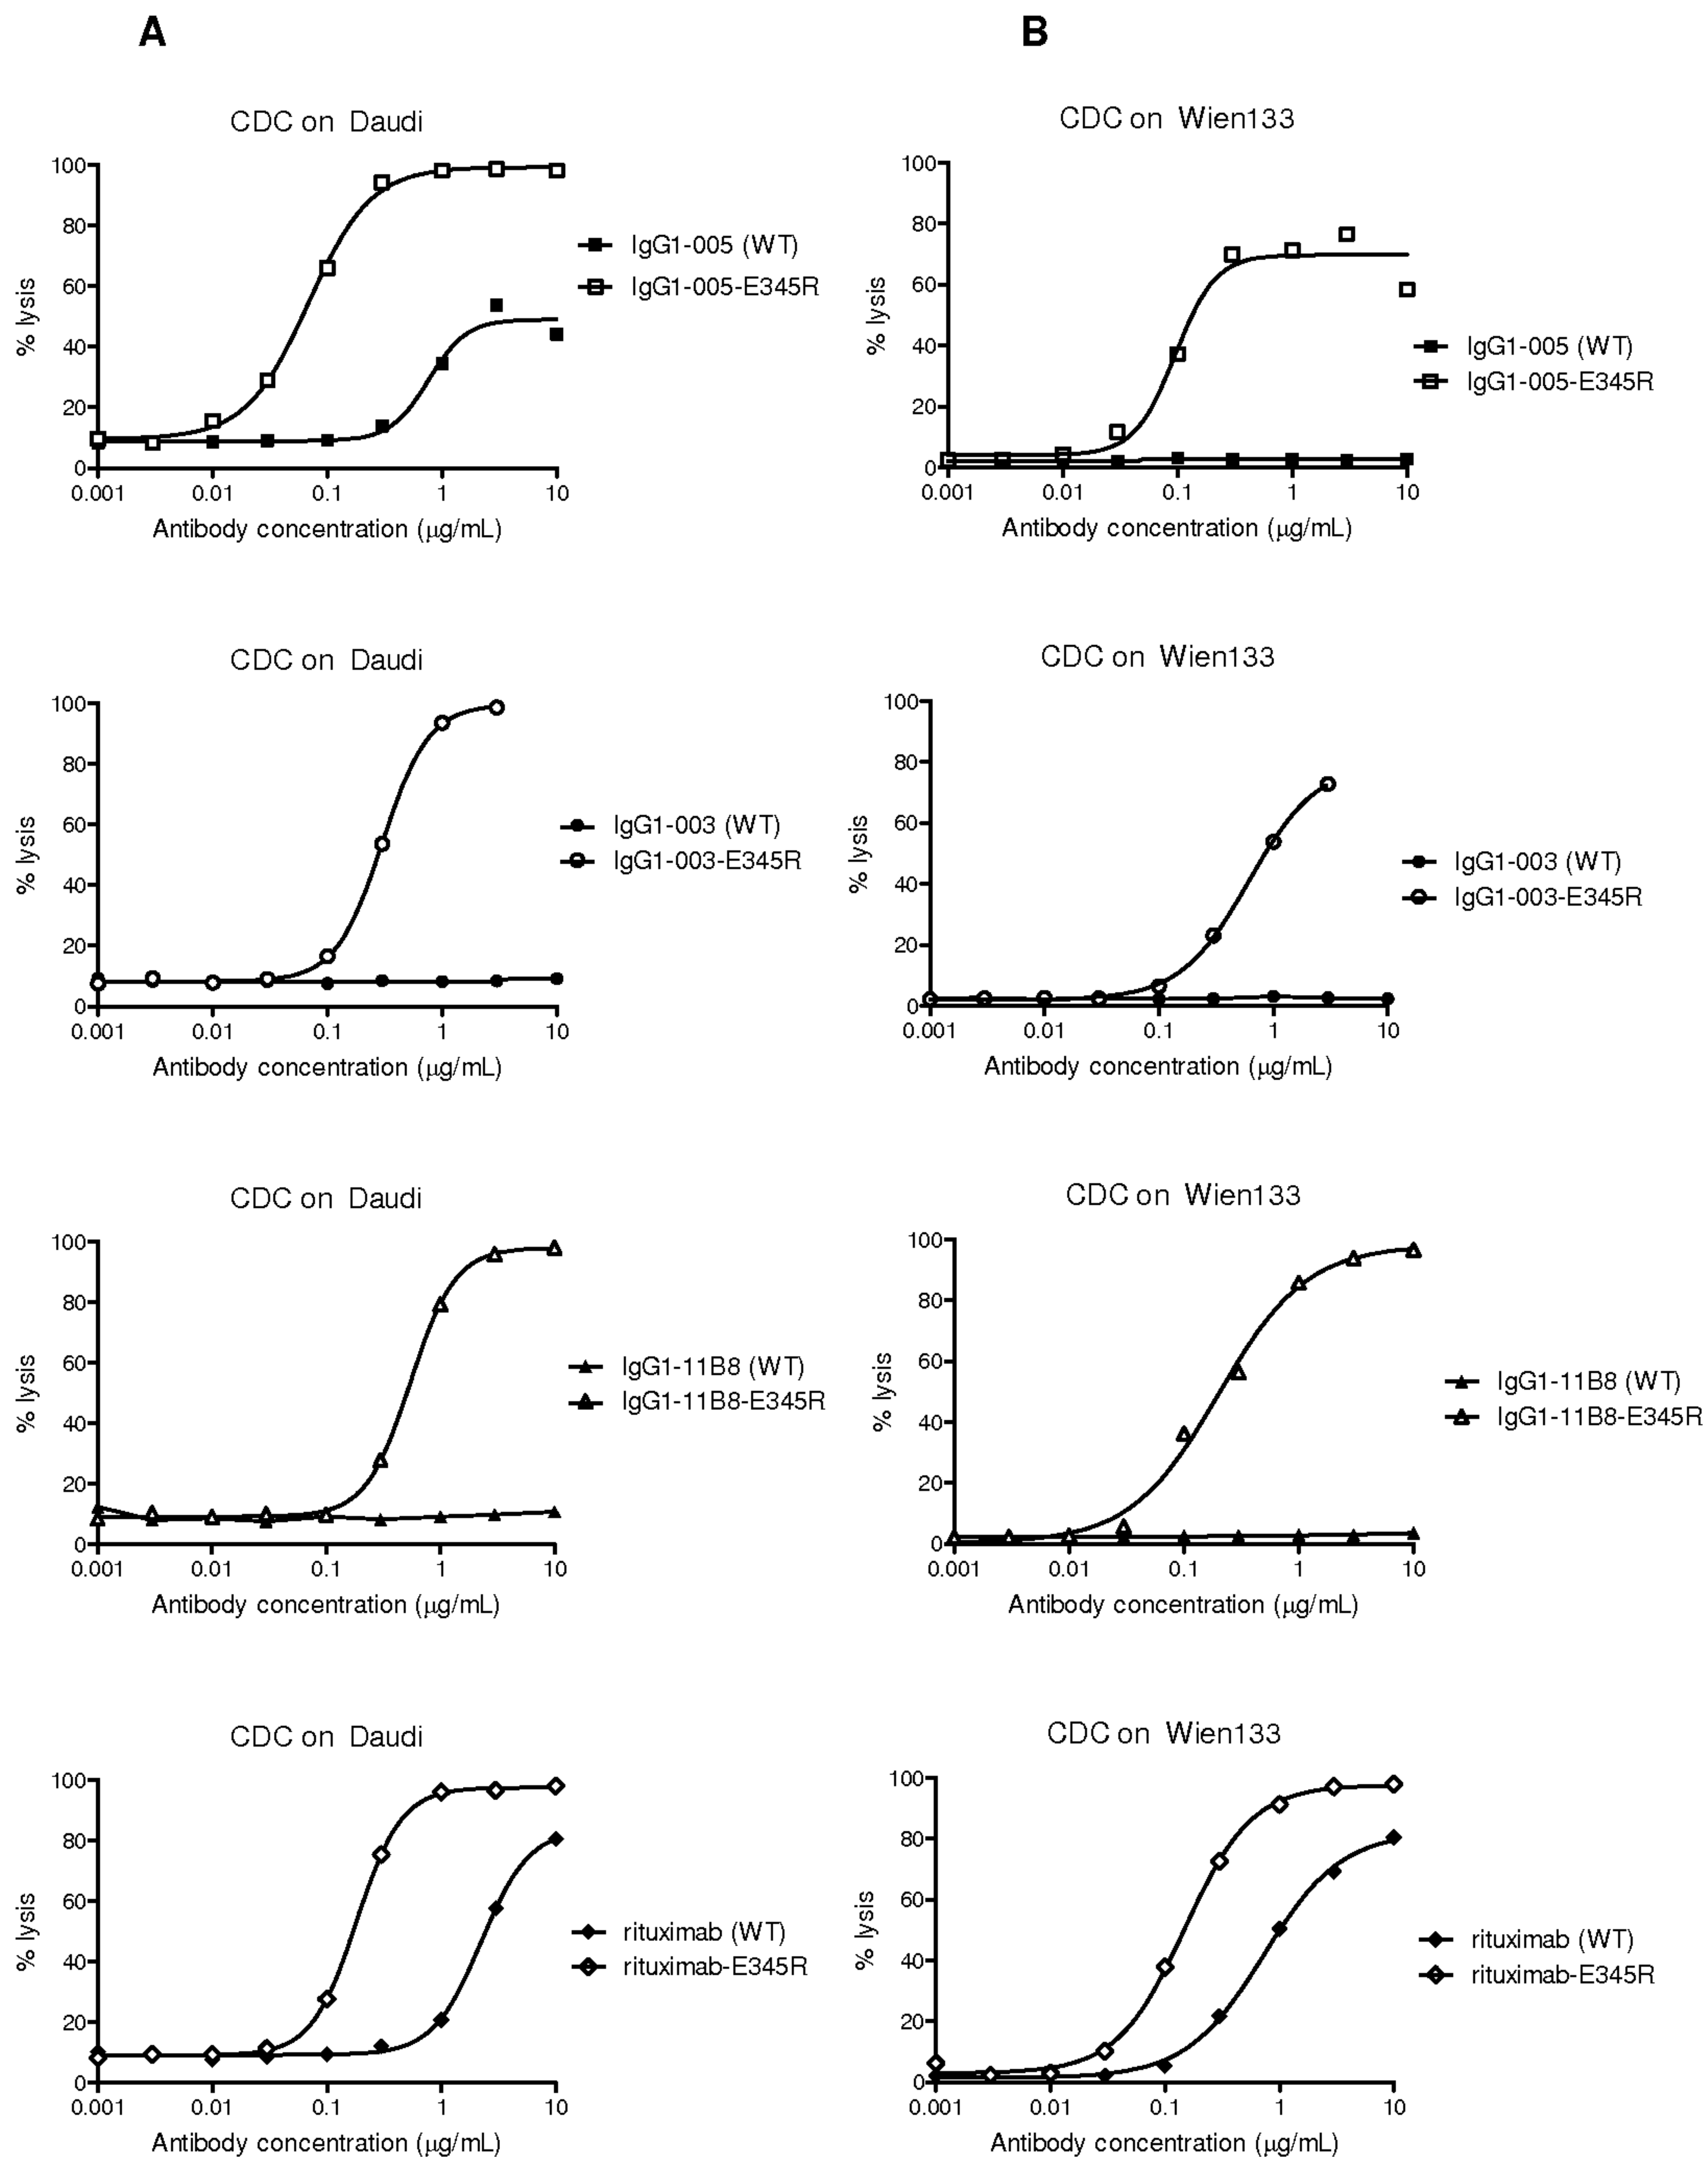 A
B
CDC on Daudi
100
80
60
40
20
0
% lysis
0.001
0.01
0.1
1
10
Antibody concentration (μg/mL)
IgG1-005 (WT)
IgG1-005-E345R
CDC on Wien133
100
80
60
40
20
0
% lysis
0.001
0.01
0.1
1
10
Antibody concentration (μg/mL)
IgG1-005 (WT)
IgG1-005-E345R
CDC on Daudi
100
80
60
40
20
0
% lysis
0.001
0.01
0.1
1
10
Antibody concentration (μg/mL)
IgG1-003 (WT)
IgG1-003-E345R
CDC on Wien133
100
80
60
40
20
0
% lysis
0.001
0.01
0.1
1
10
Antibody concentration (μg/mL)
IgG1-003 (WT)
IgG1-003-E345R
CDC on Daudi
100
80
60
40
20
0
% lysis
0.001
0.01
0.1
1
10
Antibody concentration (μg/mL)
IgG1-11B8 (WT)
IgG1-11B8-E345R
CDC on Wien133
100
80
60
40
20
0
% lysis
0.001
0.01
0.1
1
10
Antibody concentration (μg/mL)
IgG1-11B8 (WT)
IgG1-11B8-E345R
CDC on Daudi
100
80
60
40
20
0
% lysis
0.001
0.01
0.1
1
10
Antibody concentration (μg/mL)
rituximab (WT)
rituximab-E345R
CDC on Wien133
100
80
60
40
20
0
% lysis
0.001
0.01
0.1
1
10
Antibody concentration (μg/mL)
rituximab (WT)
rituximab-E345R